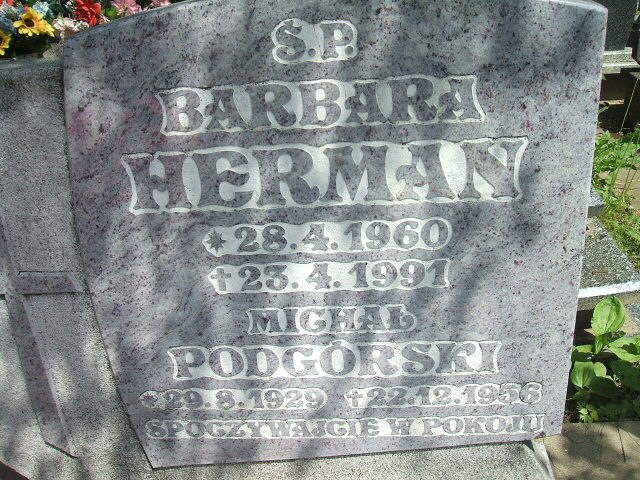 Ś.P.
BARBARA
HERMAN
* 28.4.1960
† 23.4.1991
MICHAŁ
PODGÓRSKI
* 29.8.1929 † 22.12.1956
SPOCZYWAJCIE W POKOJU